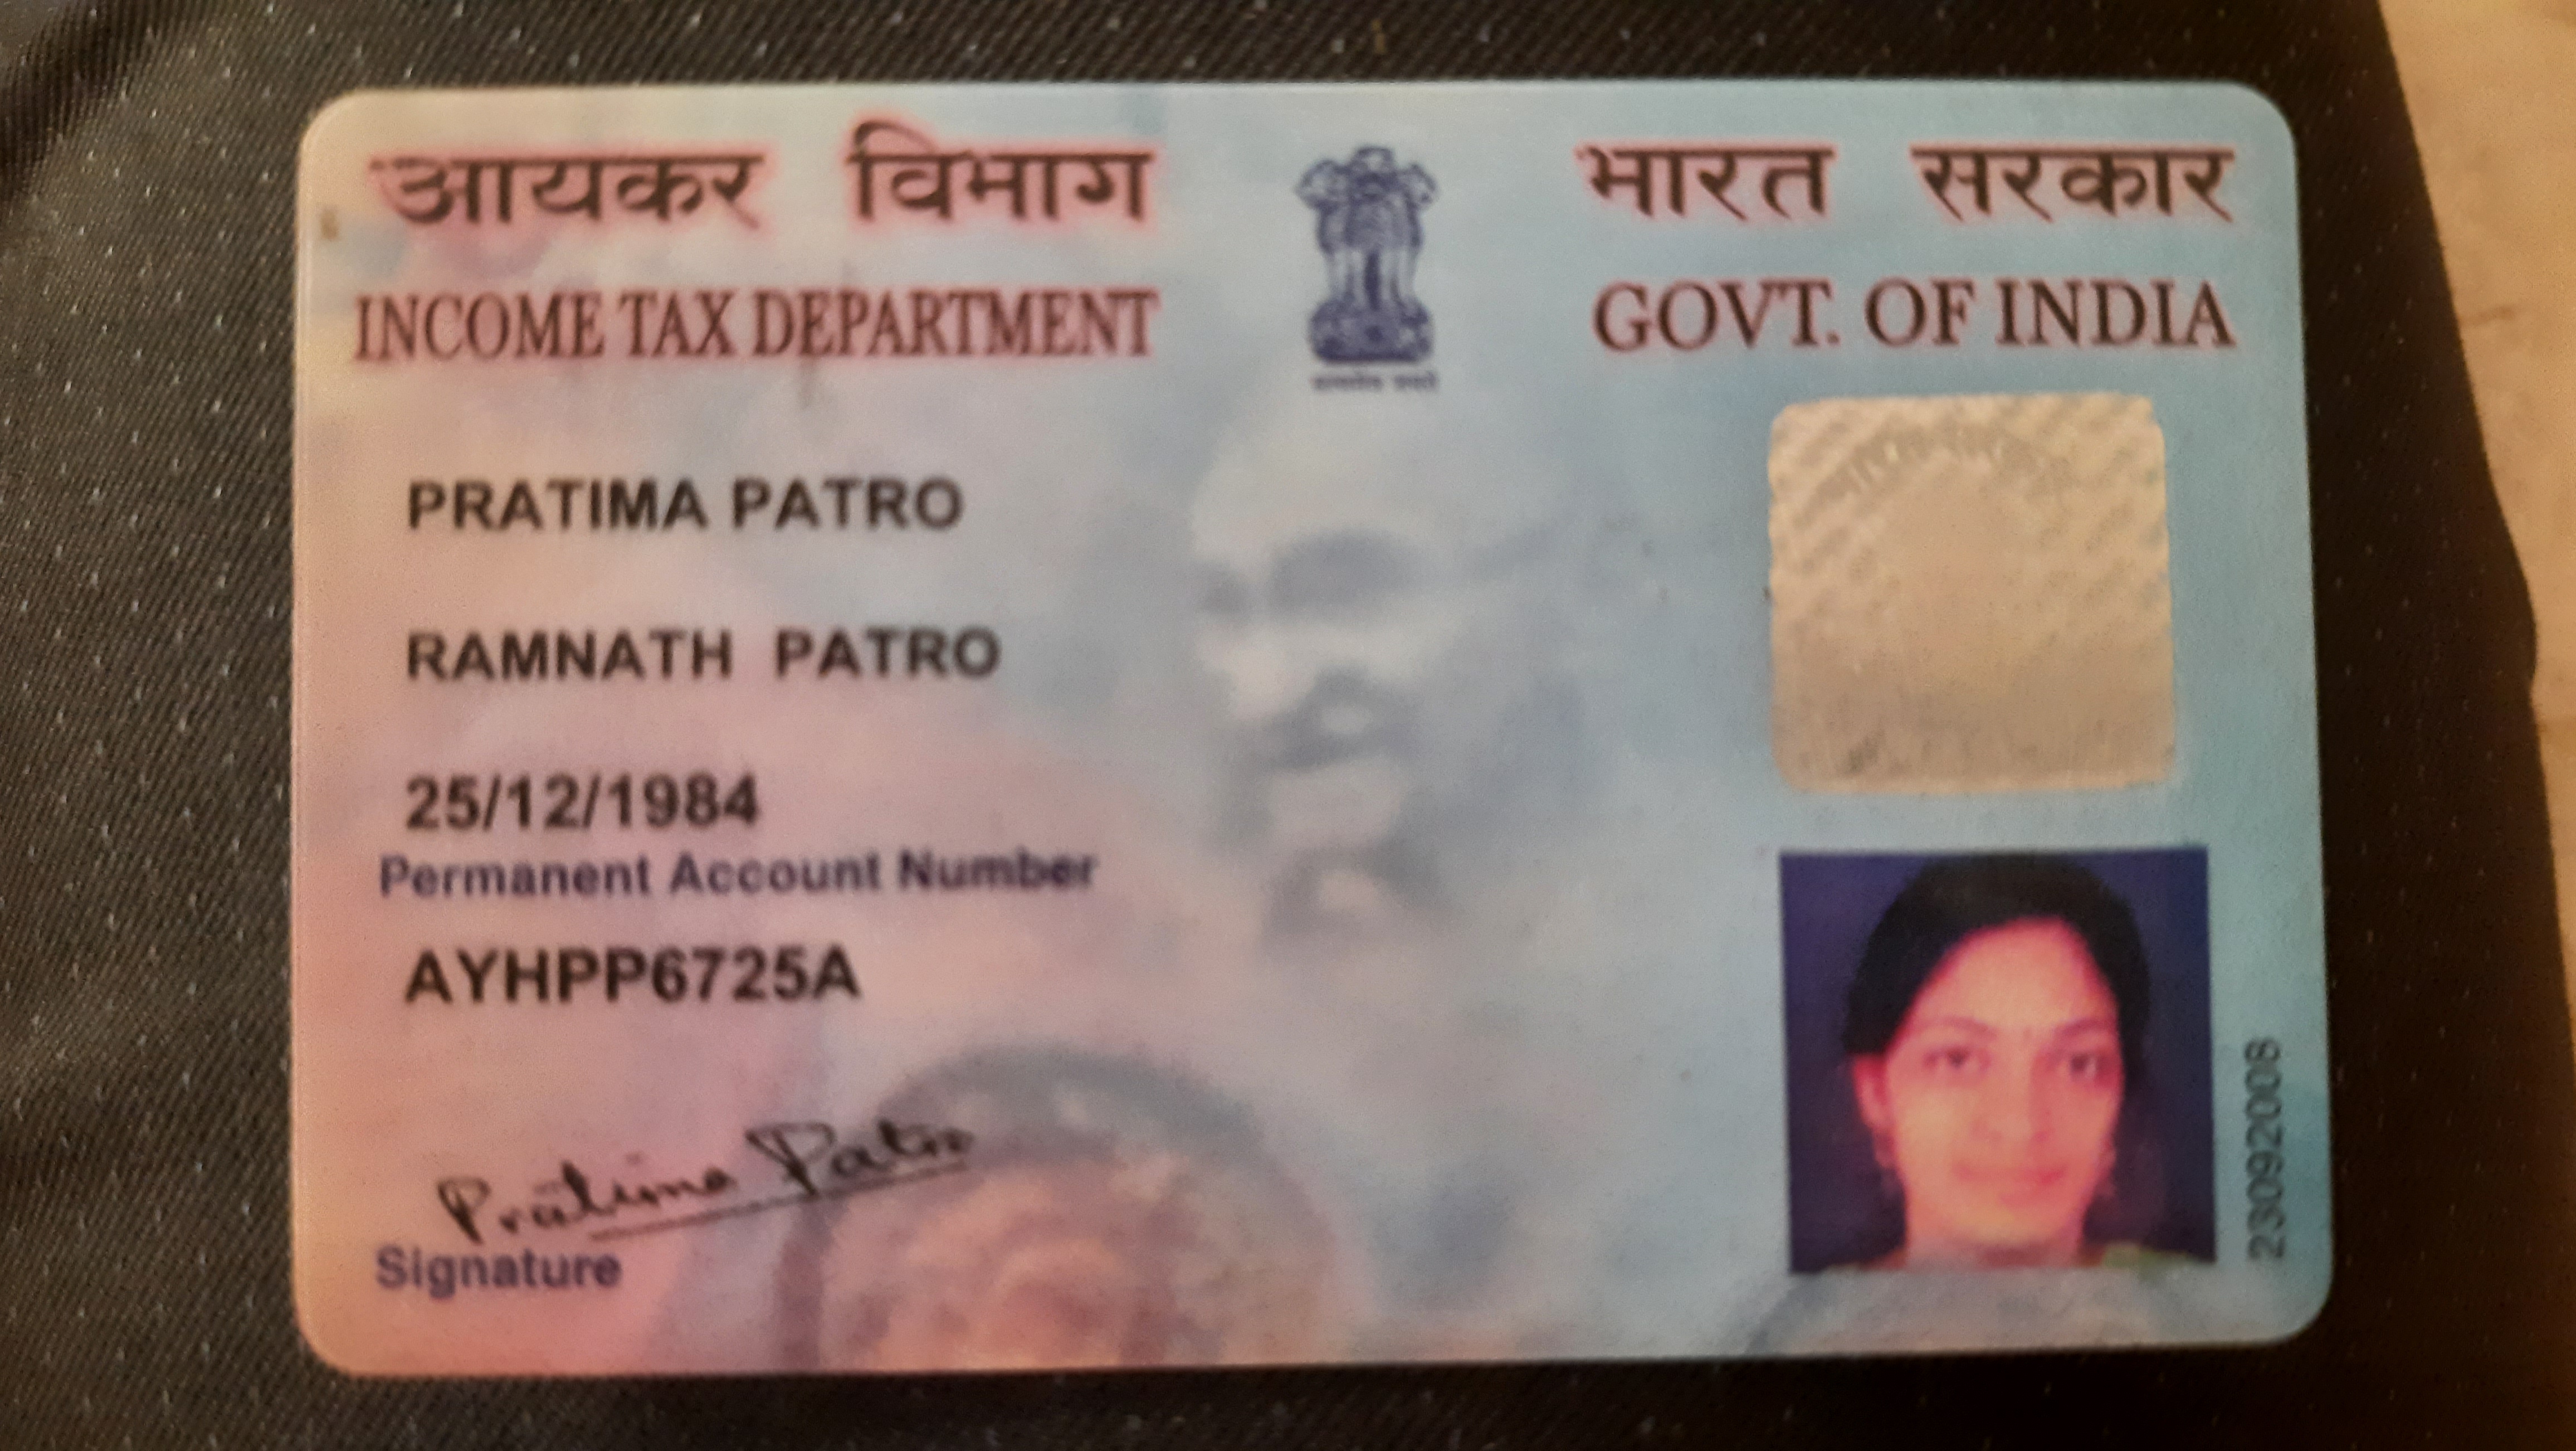 आयकर विभाग
भारत सरकार
INCOME TAX DEPARTMENT
GOVT. OF INDIA
PRATIMA PATRO
RAMNATH PATRO
25/12/1984
Permanent Account Number
AYHPP6725A
Pratima Patro
Signature
23092008